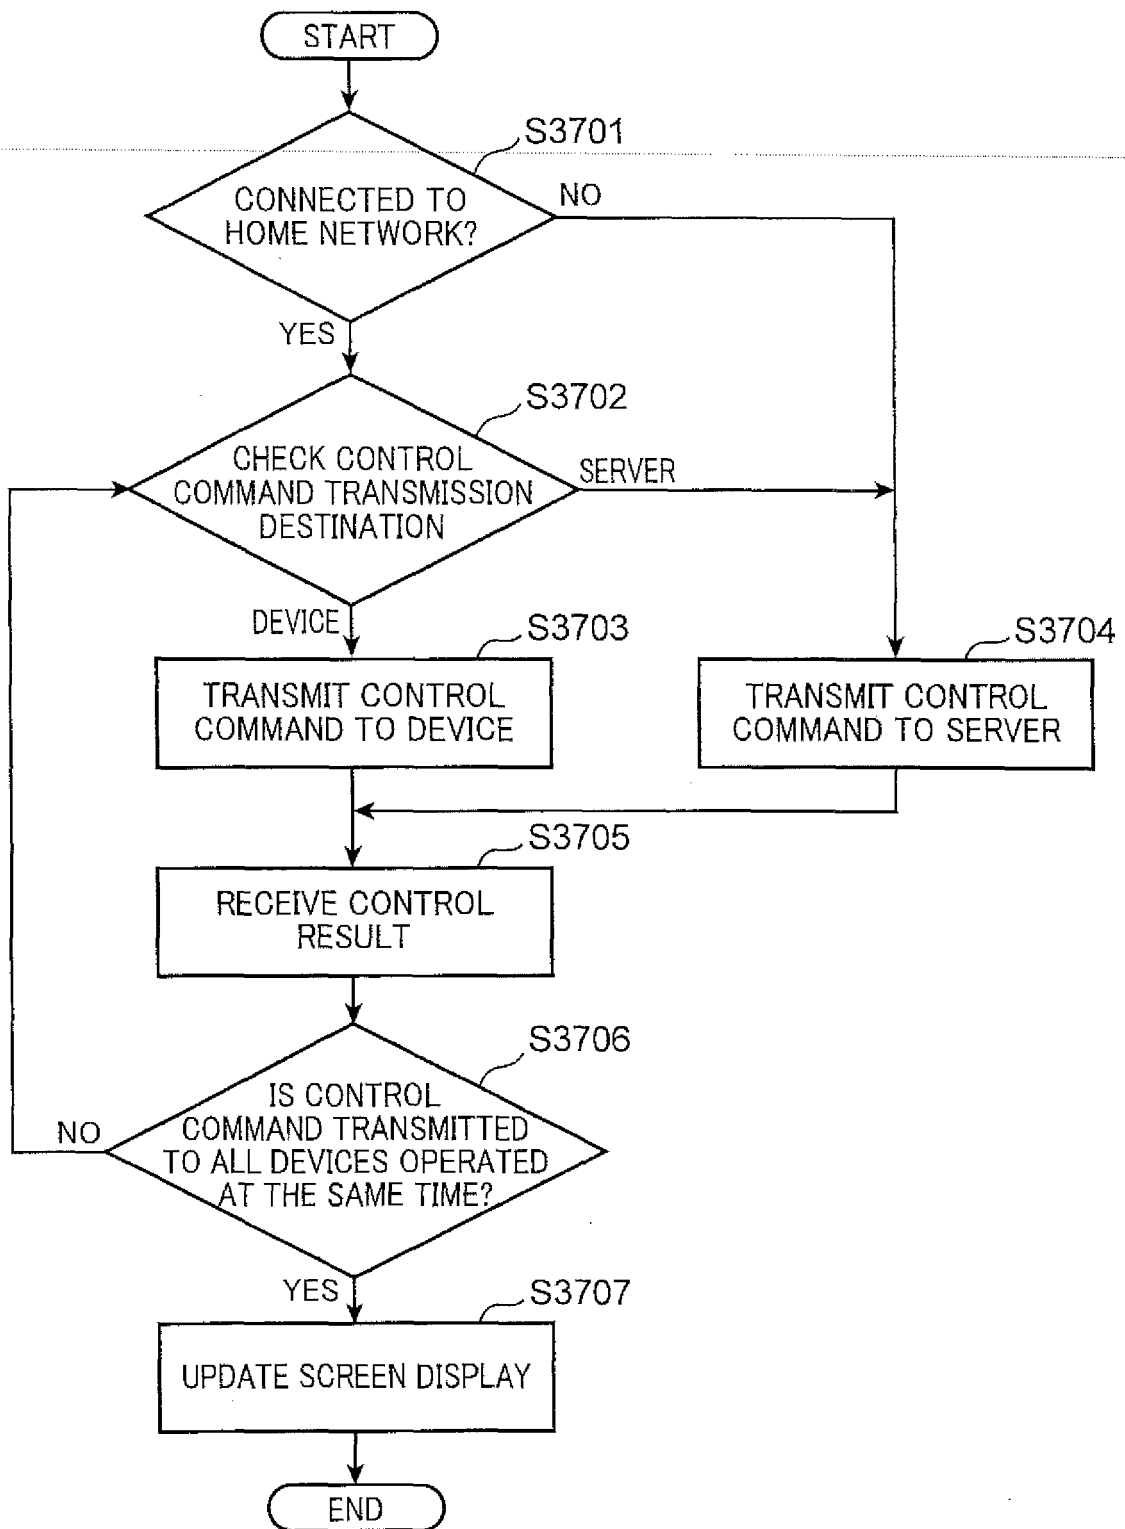 START
S3701
CONNECTED TO
HOME NETWORK?
NO
YES
S3702
CHECK CONTROL
COMMAND TRANSMISSION
DESTINATION
SERVER
DEVICE
S3703
TRANSMIT CONTROL
COMMAND TO DEVICE
S3704
TRANSMIT CONTROL
COMMAND TO SERVER
S3705
RECEIVE CONTROL
RESULT
S3706
IS CONTROL
COMMAND TRANSMITTED
TO ALL DEVICES OPERATED
AT THE SAME TIME?
NO
YES
S3707
UPDATE SCREEN DISPLAY
END